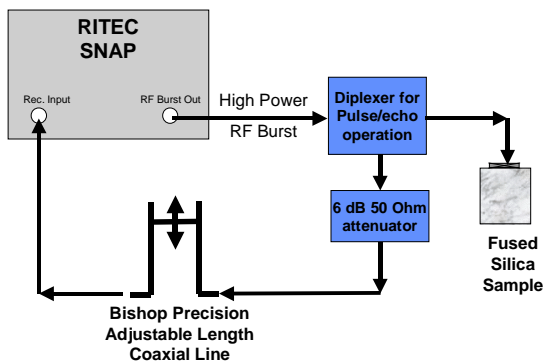 RITEC
SNAP
Rec. Input
RF Burst Out
High Power
RF Burst
Diplexer for
Pulse/echo
operation
6 dB 50 Ohm
attenuator
Fused
Silica
Sample
Bishop Precision
Adjustable Length
Coaxial Line